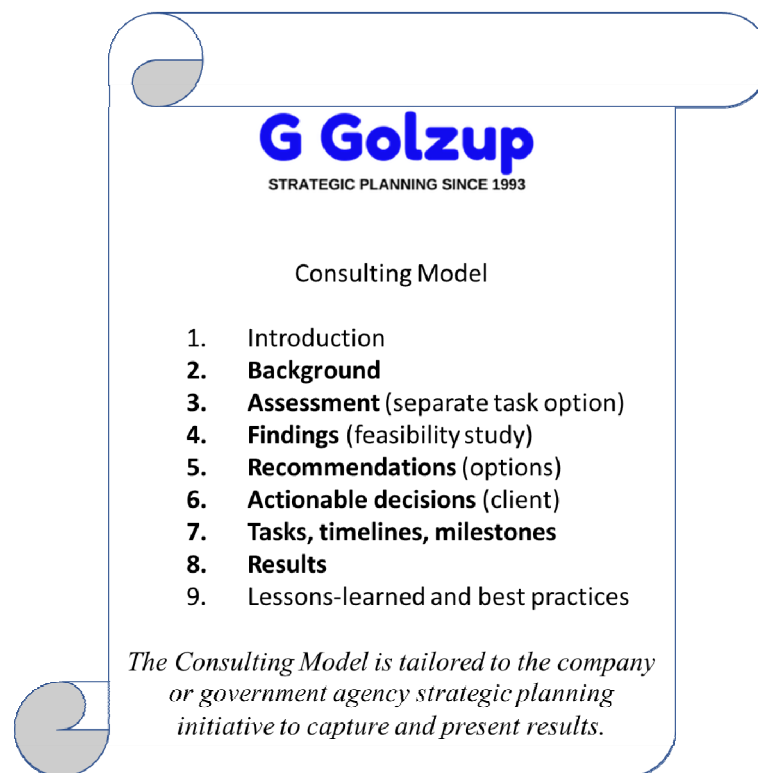 G Golzup
STRATEGIC PLANNING SINCE 1993
Consulting Model
1. Introduction
2. Background
3. Assessment (separate task option)
4. Findings (feasibility study)
5. Recommendations (options)
6. Actionable decisions (client)
7. Tasks, timelines, milestones
8. Results
9. Lessons-learned and best practices
The Consulting Model is tailored to the company
or government agency strategic planning
initiative to capture and present results.